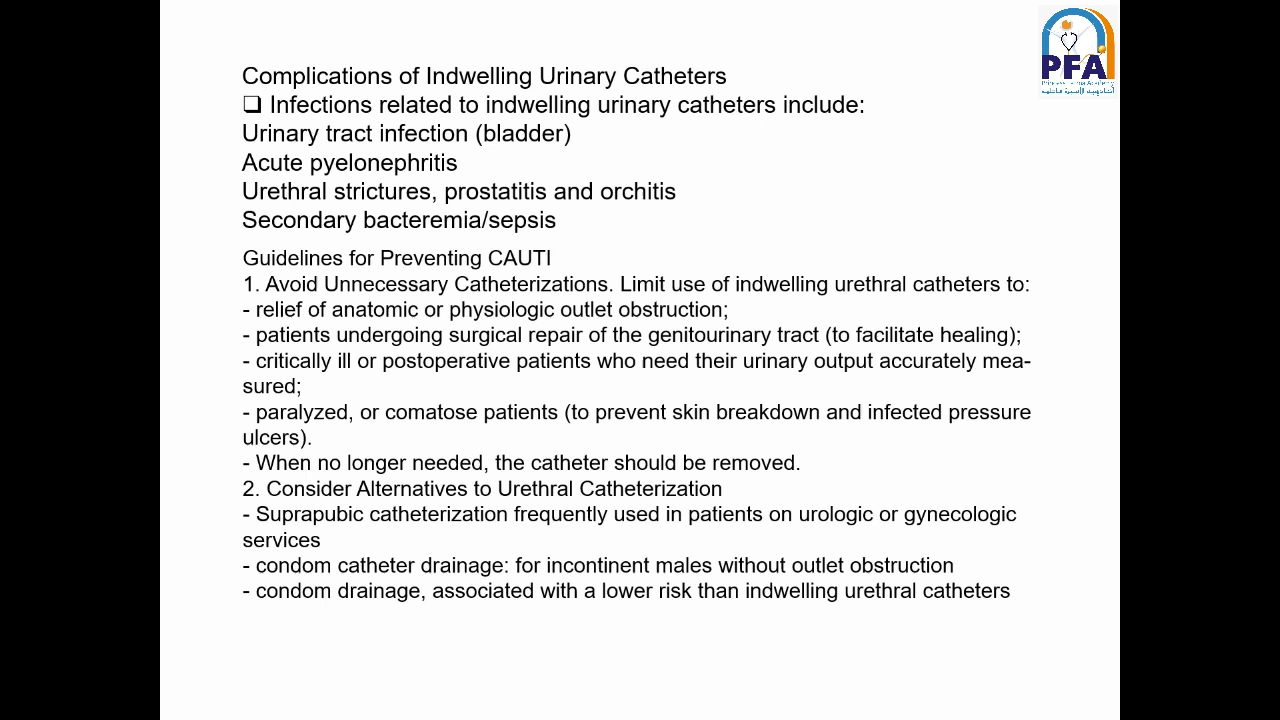 PFA
Princess Fatima Academy
Complications of Indwelling Urinary Catheters
❑ Infections related to indwelling urinary catheters include:
Urinary tract infection (bladder)
Acute pyelonephritis
Urethral strictures, prostatitis and orchitis
Secondary bacteremia/sepsis
Guidelines for Preventing CAUTI
1. Avoid Unnecessary Catheterizations. Limit use of indwelling urethral catheters to:
- relief of anatomic or physiologic outlet obstruction;
- patients undergoing surgical repair of the genitourinary tract (to facilitate healing);
- critically ill or postoperative patients who need their urinary output accurately mea-
sured;
- paralyzed, or comatose patients (to prevent skin breakdown and infected pressure
ulcers).
- When no longer needed, the catheter should be removed.
2. Consider Alternatives to Urethral Catheterization
- Suprapubic catheterization frequently used in patients on urologic or gynecologic
services
- condom catheter drainage: for incontinent males without outlet obstruction
- condom drainage, associated with a lower risk than indwelling urethral catheters